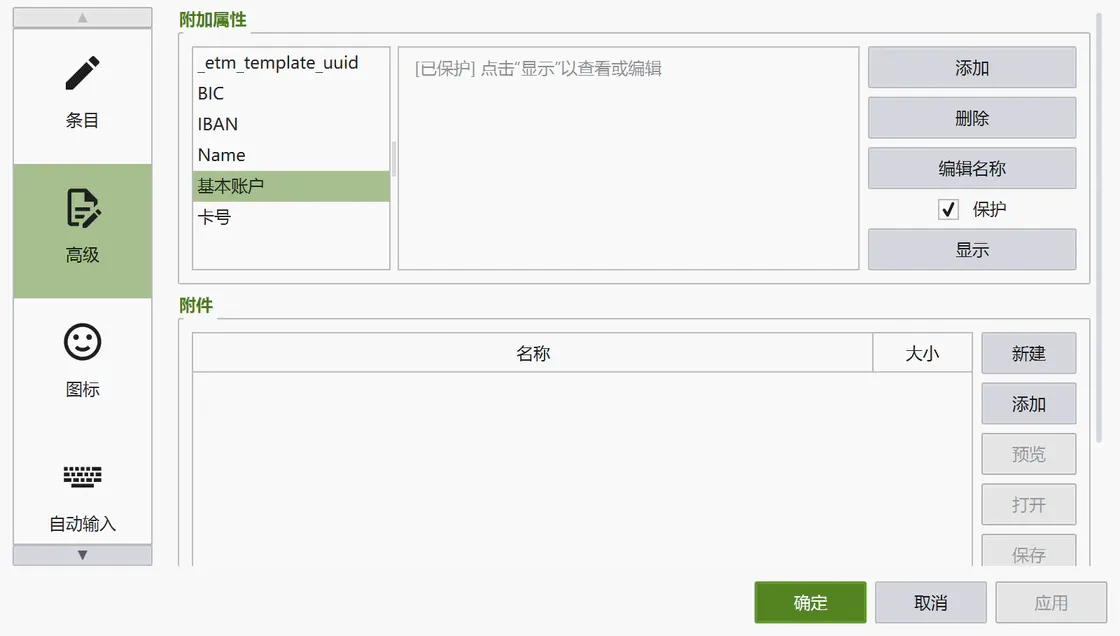 条目
高级
图标
自动输入
附加属性
_etm_template_uuid
BIC
IBAN
Name
基本账户
卡号
[已保护] 点击“显示”以查看或编辑
添加
删除
编辑名称
保护
显示
附件
名称 大小
新建
添加
预览
打开
保存
确定 取消 应用